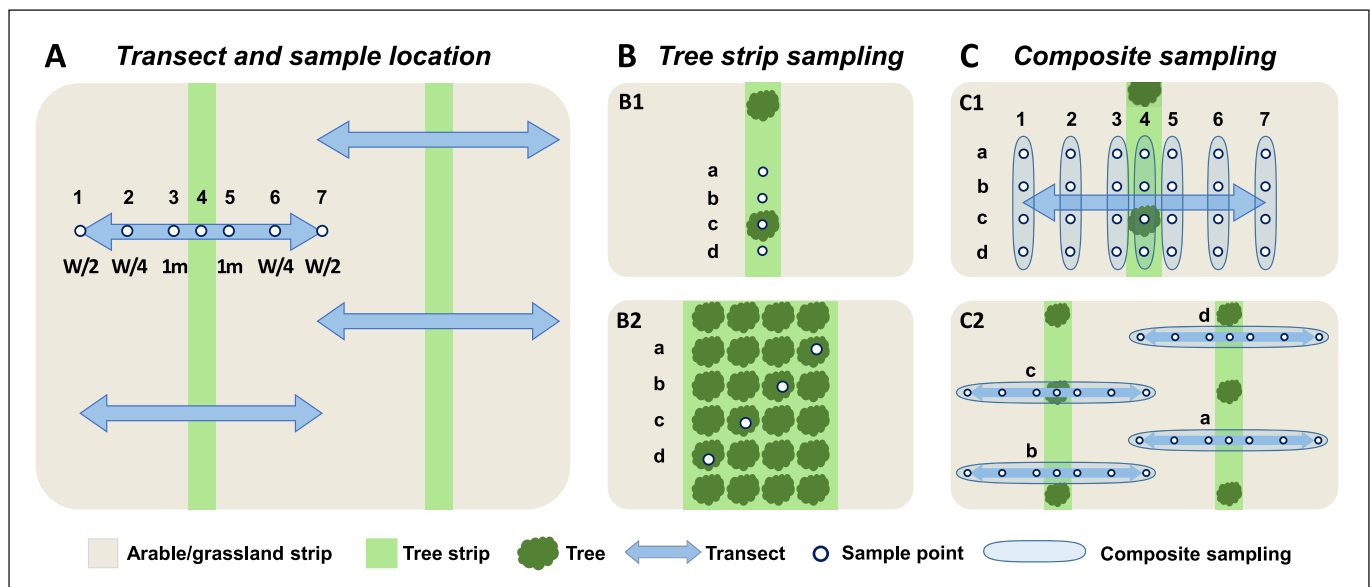 A Transect and sample location
1 2 3 4 5 6 7
W/2 W/4 1m 1m W/4 W/2
B Tree strip sampling
B1
a
b
c
d
B2
a
b
c
d
C Composite sampling
C1
1 2 3 4 5 6 7
a
b
c
d
C2
d
c
a
b
Arable/grassland strip Tree strip Tree Transect Sample point Composite sampling